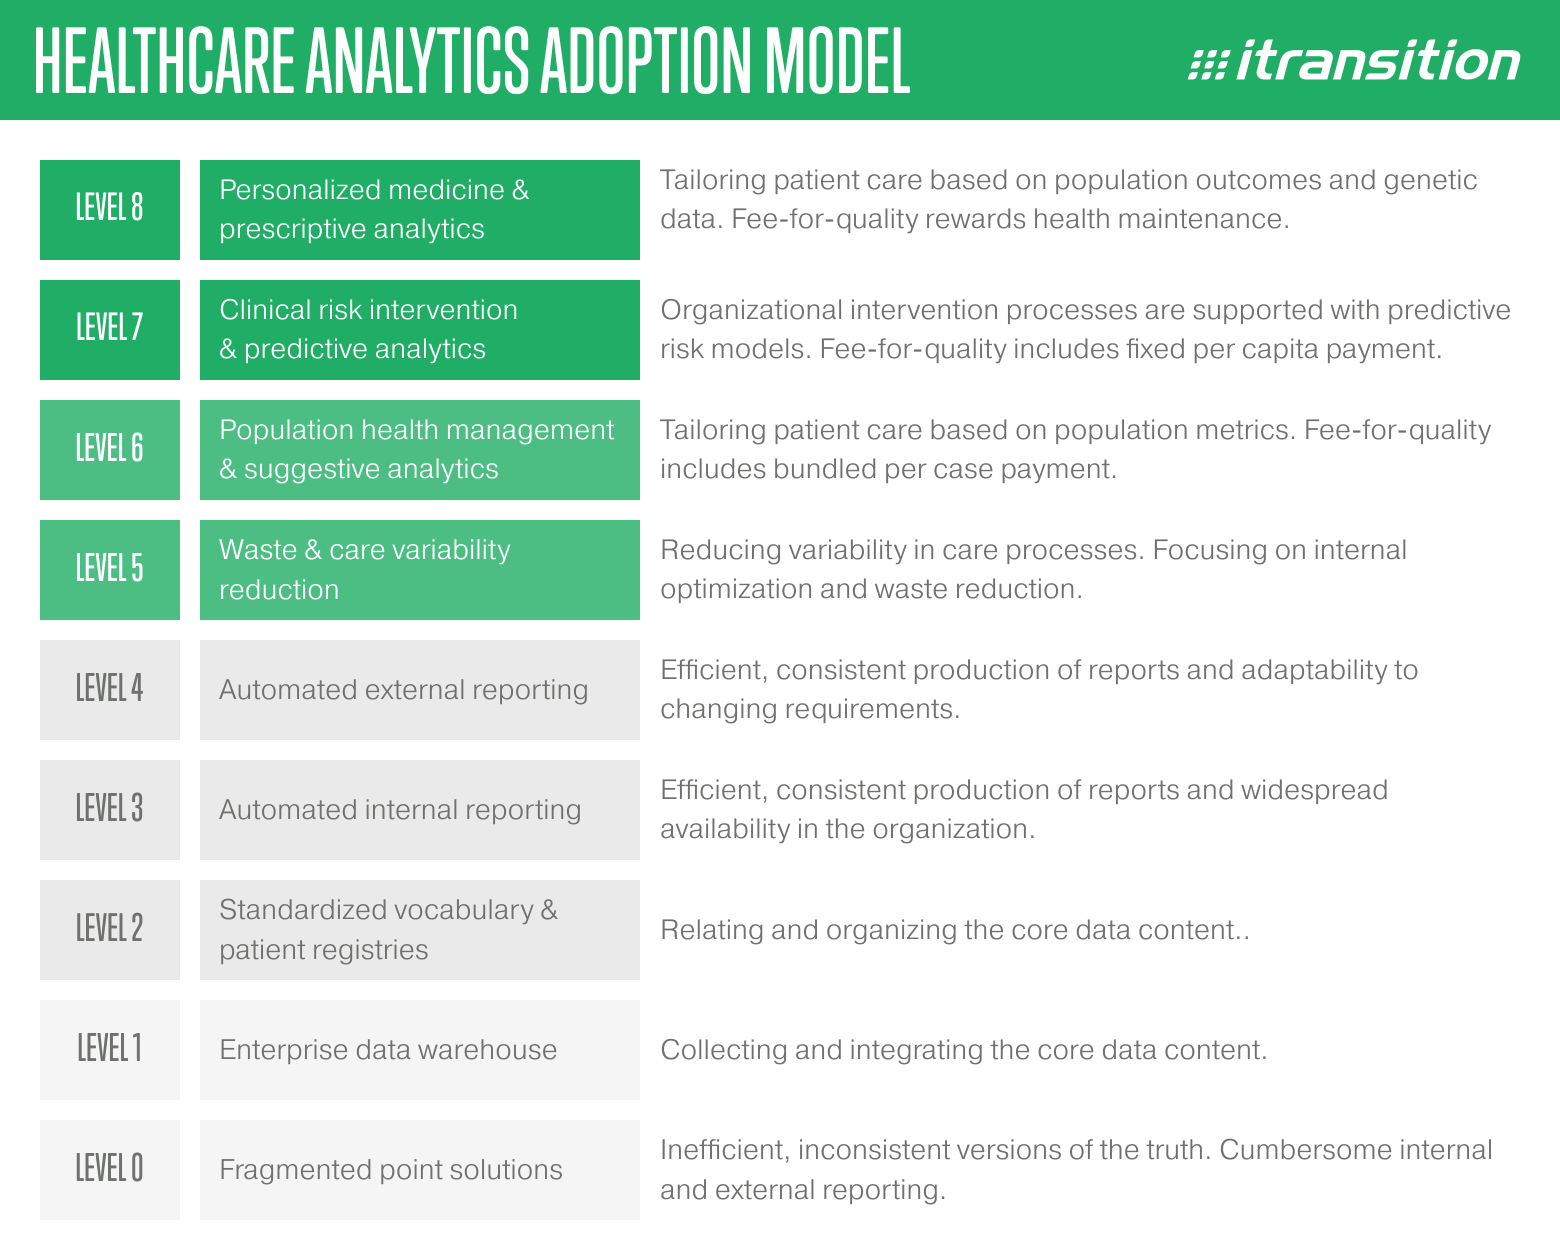 HEALTHCARE ANALYTICS ADOPTION MODEL
itransition
LEVEL 8
Personalized medicine &
prescriptive analytics
Tailoring patient care based on population outcomes and genetic
data. Fee-for-quality rewards health maintenance.
LEVEL 7
Clinical risk intervention
& predictive analytics
Organizational intervention processes are supported with predictive
risk models. Fee-for-quality includes fixed per capita payment.
LEVEL 6
Population health management
& suggestive analytics
Tailoring patient care based on population metrics. Fee-for-quality
includes bundled per case payment.
LEVEL 5
Waste & care variability
reduction
Reducing variability in care processes. Focusing on internal
optimization and waste reduction.
LEVEL 4
Automated external reporting
Efficient, consistent production of reports and adaptability to
changing requirements.
LEVEL 3
Automated internal reporting
Efficient, consistent production of reports and widespread
availability in the organization.
LEVEL 2
Standardized vocabulary &
patient registries
Relating and organizing the core data content..
LEVEL 1
Enterprise data warehouse
Collecting and integrating the core data content.
LEVEL 0
Fragmented point solutions
Inefficient, inconsistent versions of the truth. Cumbersome internal
and external reporting.